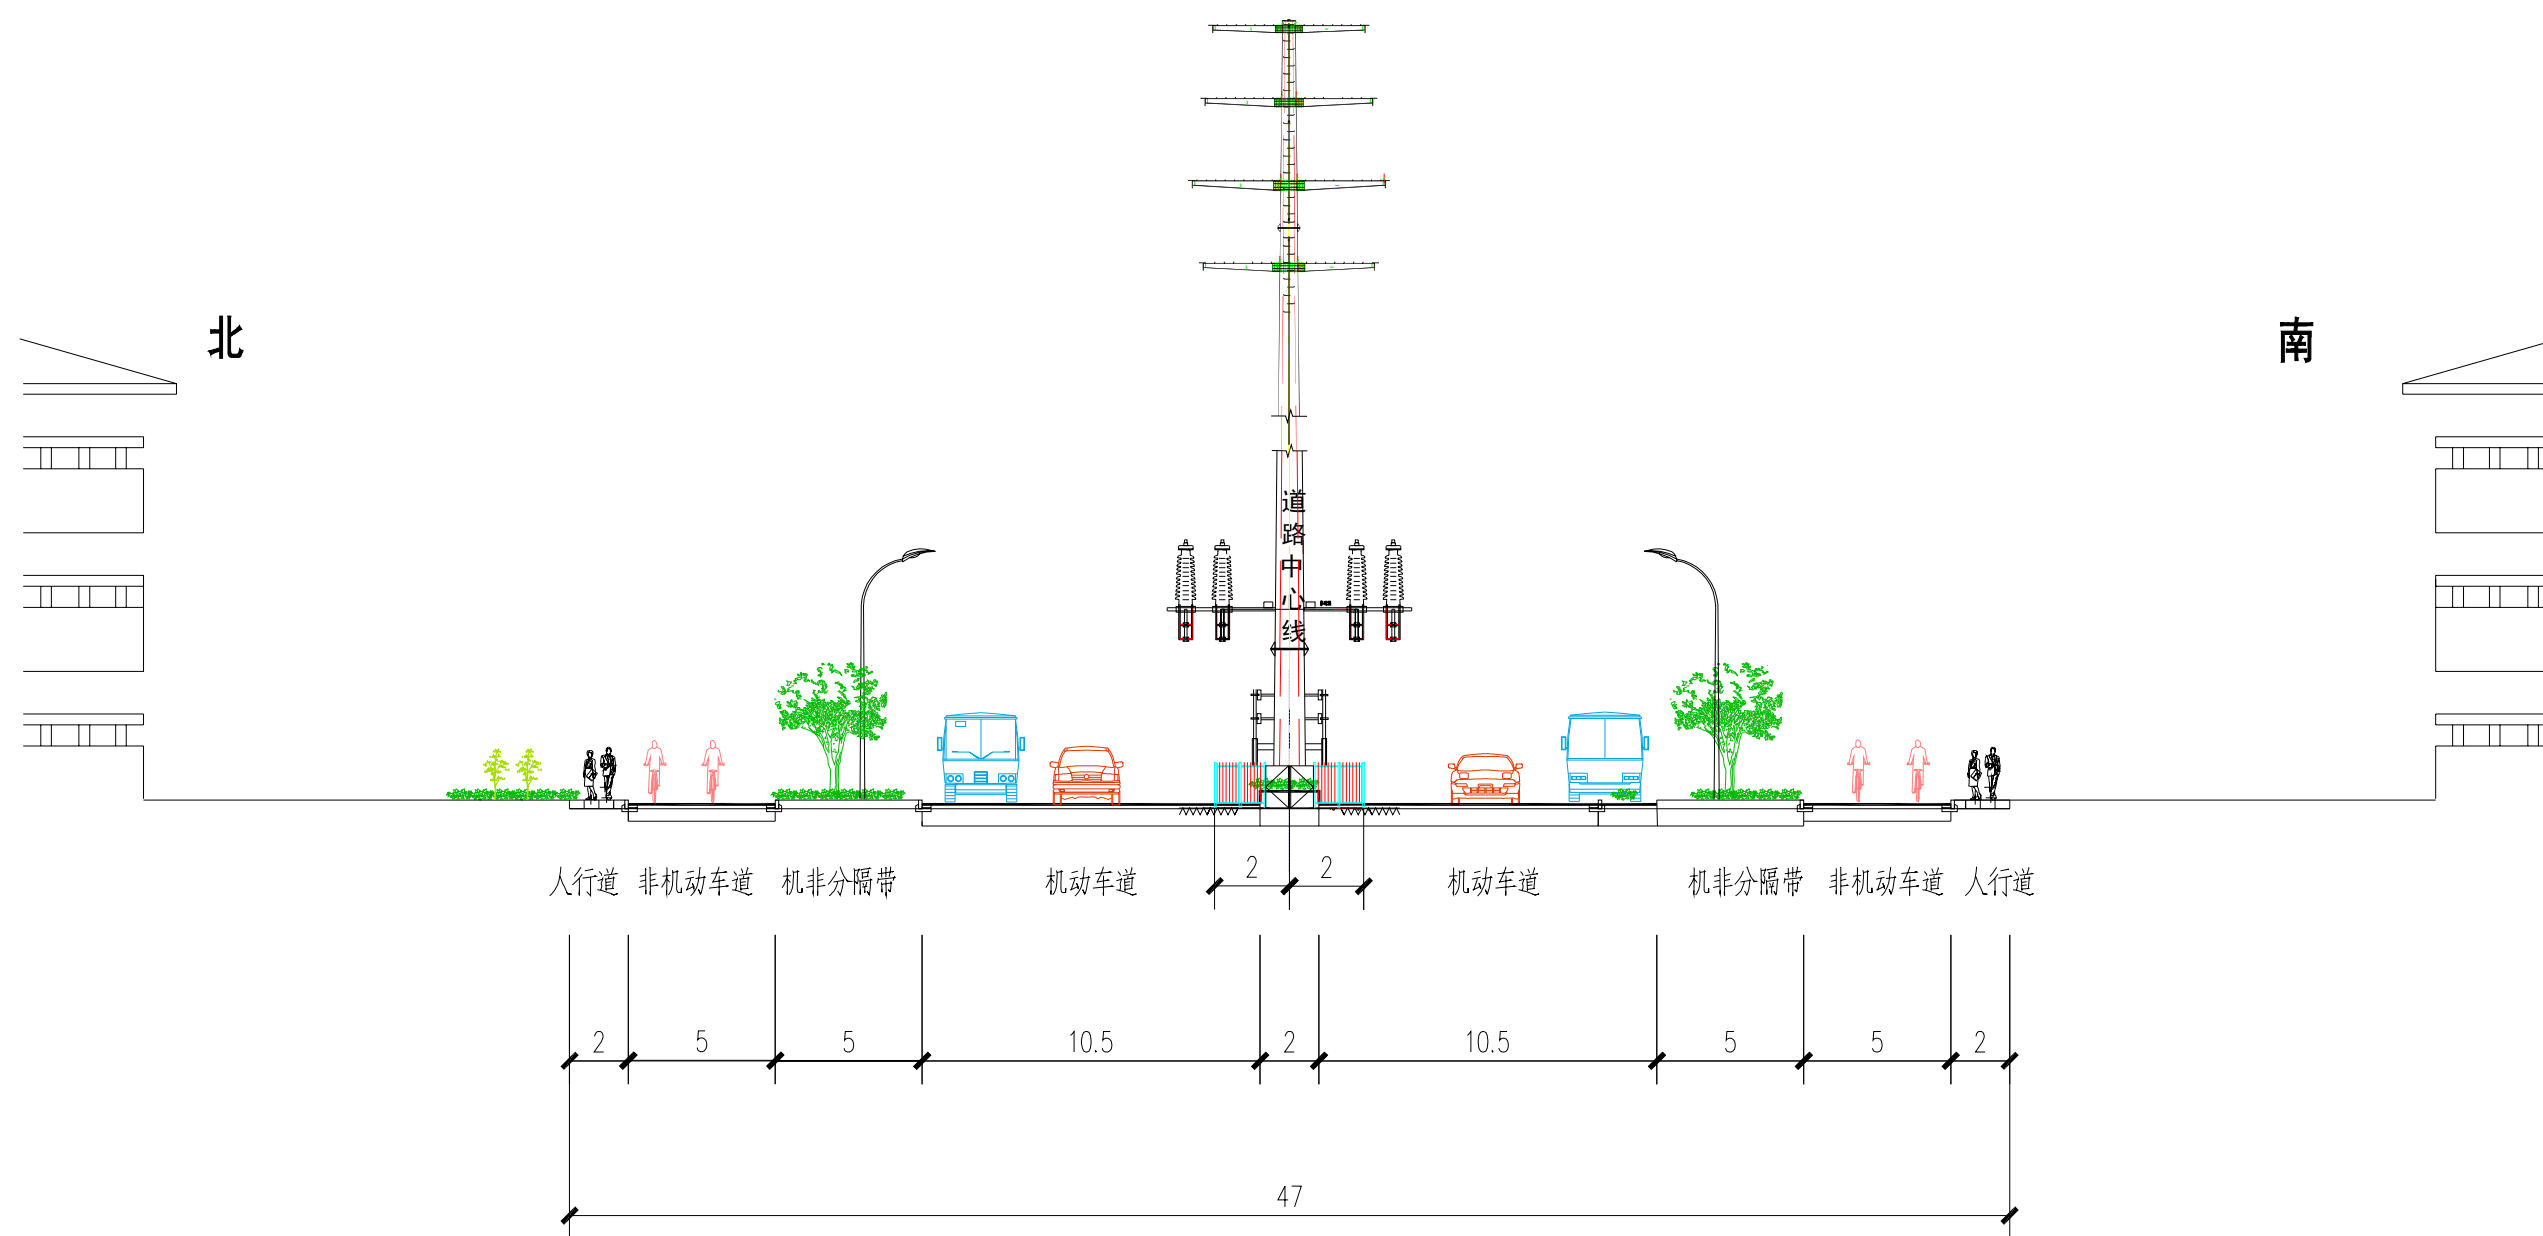 北
南
道路中心线
2 2
人行道 非机动车道 机非分隔带 机动车道 机动车道 机非分隔带 非机动车道 人行道
2 5 5 10.5 2 10.5 5 5 2
47